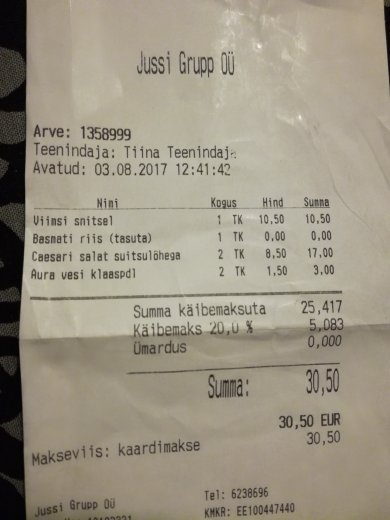 Jussi Grupp OÜ
Arve: 1358999
Teenindaja: Tiina Teenindaja
Avatud: 03.08.2017 12:41:42
Nimi Kogus Hind Summa
Viimsi snitsel 1 TK 10,50 10,50
Basmati riis (tasuta) 1 TK 0,00 0,00
Caesari salat suitsulõhega 2 TK 8,50 17,00
Aura vesi klaaspdl 2 TK 1,50 3,00
Summa käibemaksuta 25,417
Käibemaks 20,0 % 5,083
Ümardus 0,000
Summa: 30,50
30,50 EUR
Makseviis: kaardimakse 30,50
Jussi Grupp OÜ Tel: 6238696
KMKR: EE100447440